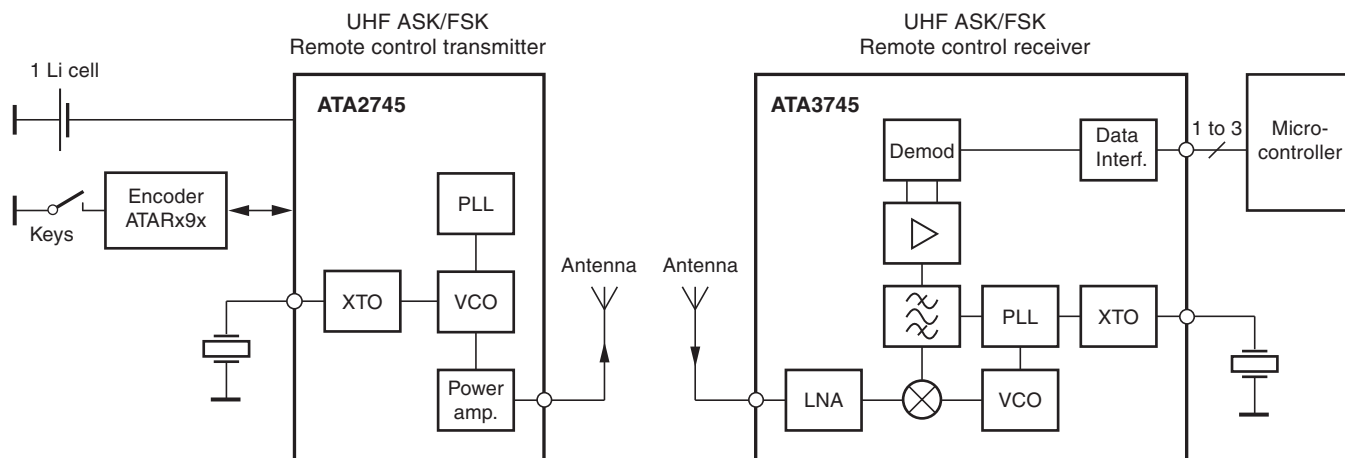 UHF ASK/FSK
Remote control transmitter
UHF ASK/FSK
Remote control receiver
1 Li cell
ATA2745
Encoder
ATARx9x
Keys
PLL
XTO
VCO
Power
amp.
Antenna
Antenna
ATA3745
Demod
Data
Interf.
1 to 3
Micro-
controller
PLL
XTO
LNA
VCO